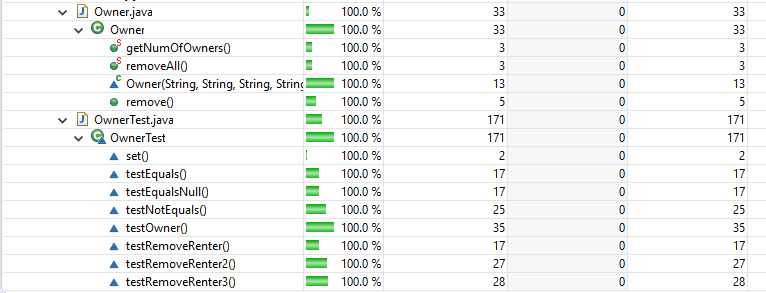 Owner.java 100.0 % 33 0 33
Owner 100.0 % 33 0 33
S getNumOfOwners() 100.0 % 3 0 3
S removeAll() 100.0 % 3 0 3
C Owner(String, String, String, String 100.0 % 13 0 13
remove() 100.0 % 5 0 5
OwnerTest.java 100.0 % 171 0 171
OwnerTest 100.0 % 171 0 171
set() 100.0 % 2 0 2
testEquals() 100.0 % 17 0 17
testEqualsNull() 100.0 % 17 0 17
testNotEquals() 100.0 % 25 0 25
testOwner() 100.0 % 35 0 35
testRemoveRenter() 100.0 % 17 0 17
testRemoveRenter2() 100.0 % 27 0 27
testRemoveRenter3() 100.0 % 28 0 28